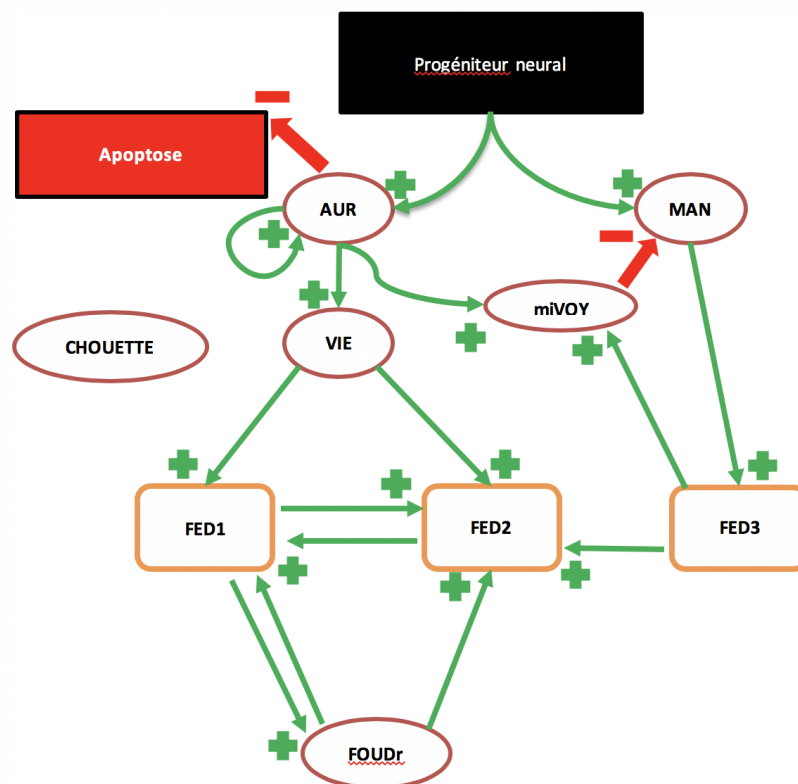 Progéniteur neural
Apoptose
AUR
MAN
miVOY
CHOUETTE
VIE
FED1
FED2
FED3
FOUDr